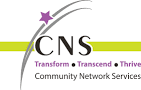 CNS
Transform • Transcend • Thrive
Community Network Services